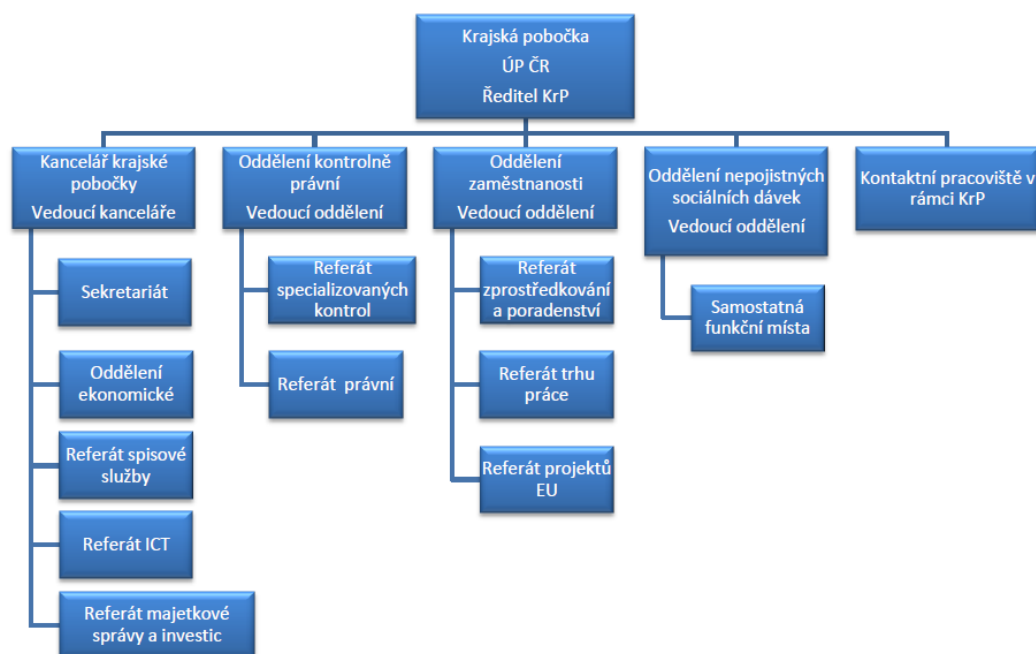 Krajská pobočka
ÚP ČR
Ředitel KrP
Kancelář krajské
pobočky
Vedoucí kanceláře
Oddělení kontrolně
právní
Vedoucí oddělení
Oddělení
zaměstnanosti
Vedoucí oddělení
Oddělení nepojistných
sociálních dávek
Vedoucí oddělení
Kontaktní pracoviště v
rámci KrP
Sekretariát
Oddělení
ekonomické
Referát spisové
služby
Referát ICT
Referát majetkové
správy a investic
Referát
specializovaných
kontrol
Referát právní
Referát
zprostředkování
a poradenství
Referát trhu
práce
Referát projektů
EU
Samostatná
funkční místa